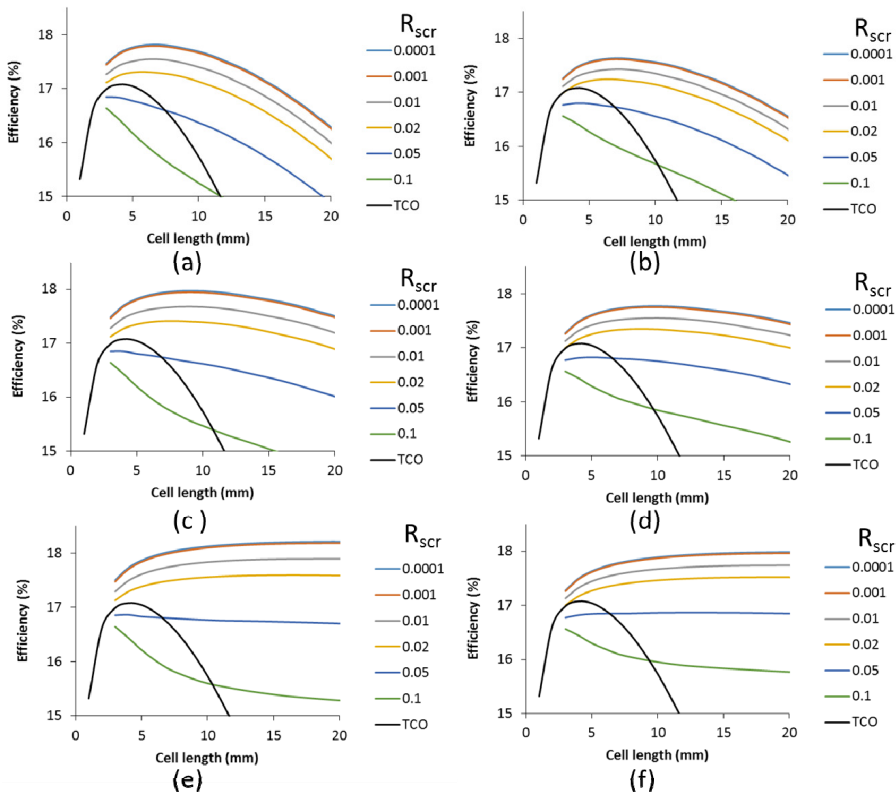 R_scr
18
17
16
15
Efficiency (%)
0 5 10 15 20
Cell length (mm)
0.0001
0.001
0.01
0.02
0.05
0.1
TCO
(a)
R_scr
18
17
16
15
Efficiency (%)
0 5 10 15 20
Cell length (mm)
0.0001
0.001
0.01
0.02
0.05
0.1
TCO
(b)
R_scr
18
17
16
15
Efficiency (%)
0 5 10 15 20
Cell length (mm)
0.0001
0.001
0.01
0.02
0.05
0.1
TCO
(c )
R_scr
18
17
16
15
Efficiency (%)
0 5 10 15 20
Cell length (mm)
0.0001
0.001
0.01
0.02
0.05
0.1
TCO
(d)
R_scr
18
17
16
15
Efficiency (%)
0 5 10 15 20
Cell length (mm)
0.0001
0.001
0.01
0.02
0.05
0.1
TCO
(e)
R_scr
18
17
16
15
Efficiency (%)
0 5 10 15 20
Cell length (mm)
0.0001
0.001
0.01
0.02
0.05
0.1
TCO
(f)